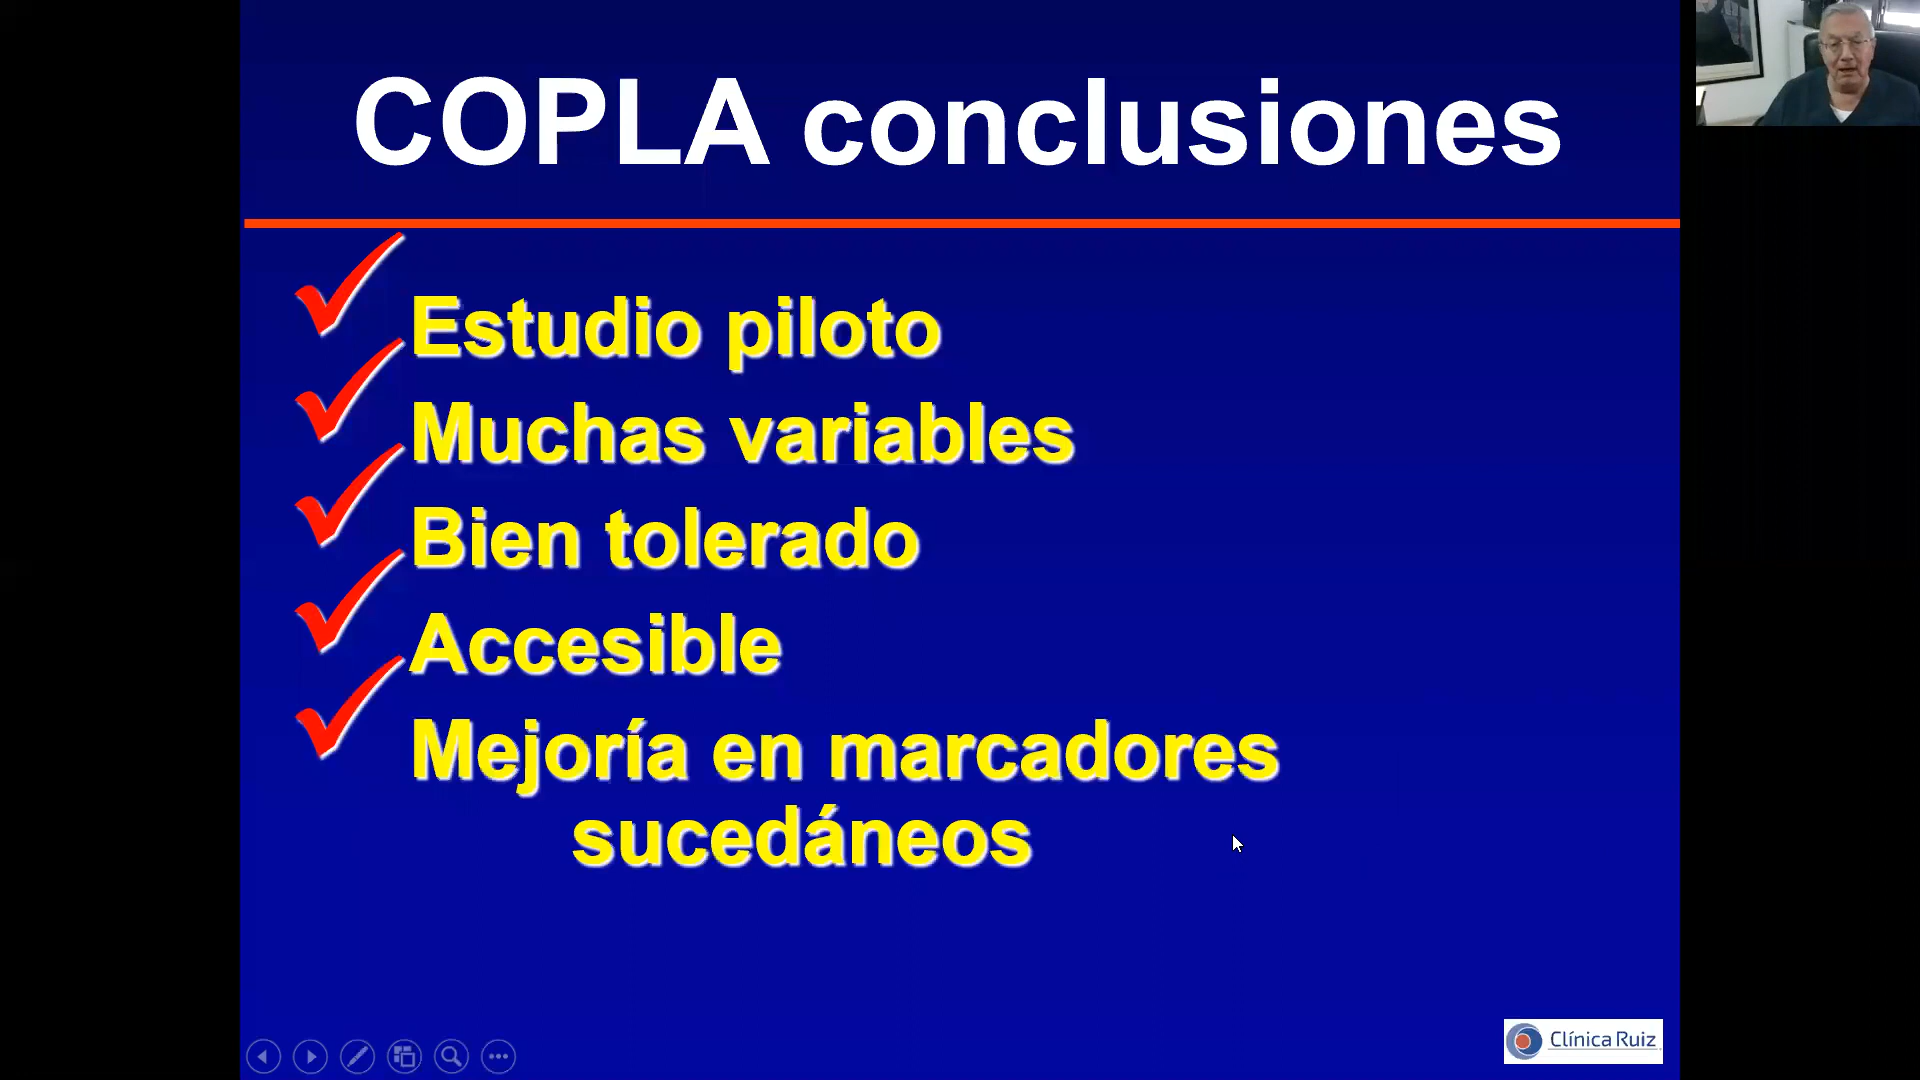 COPLA conclusiones
Estudio piloto
Muchas variables
Bien tolerado
Accesible
Mejoría en marcadores
sucedáneos
Clínica Ruiz